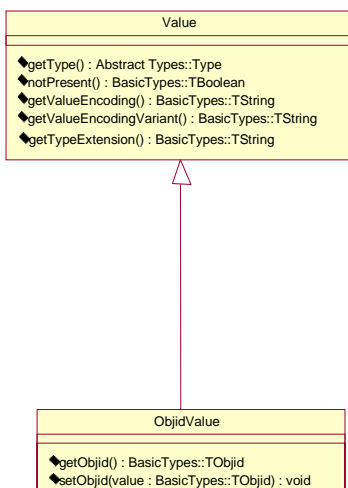 Value
getType() : Abstract Types::Type
notPresent() : BasicTypes::TBoolean
getValueEncoding() : BasicTypes::TString
getValueEncodingVariant() : BasicTypes::TString
getTypeExtension() : BasicTypes::TString
ObjidValue
getObjid() : BasicTypes::TObjid
setObjid(value : BasicTypes::TObjid) : void